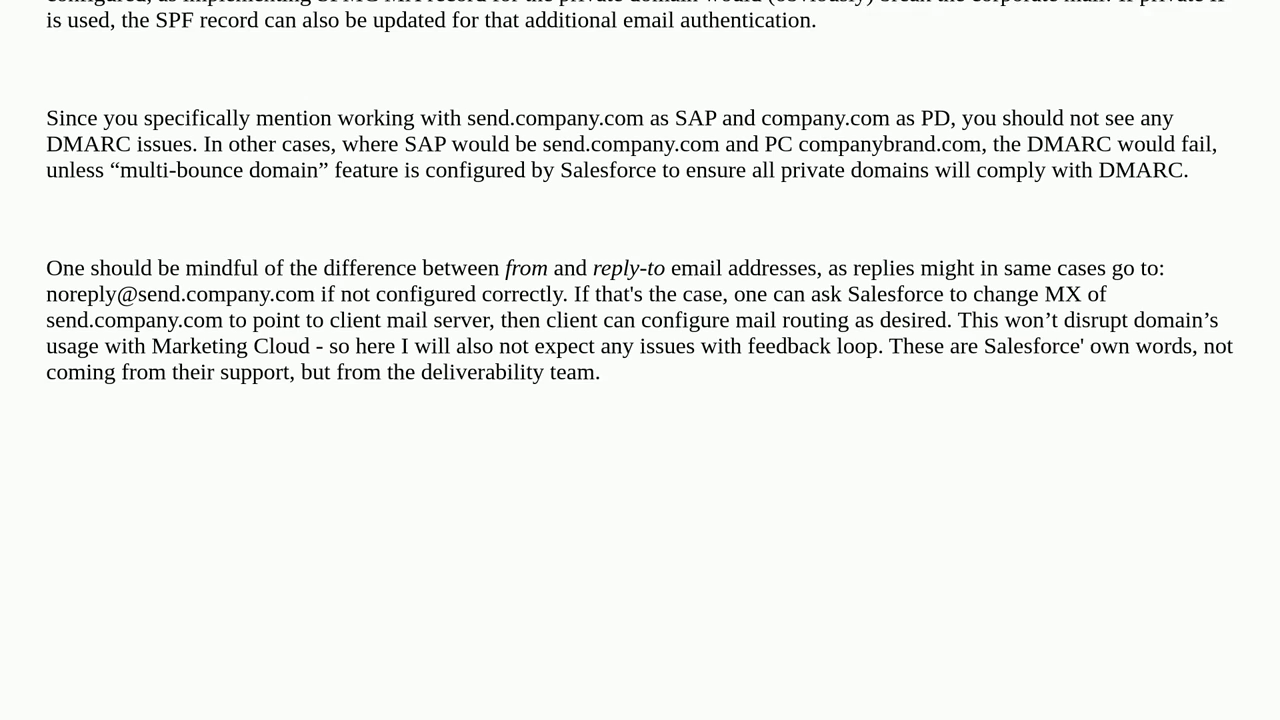 is used, the SPF record can also be updated for that additional email authentication.
Since you specifically mention working with send.company.com as SAP and company.com as PD, you should not see any
DMARC issues. In other cases, where SAP would be send.company.com and PC companybrand.com, the DMARC would fail,
unless “multi-bounce domain” feature is configured by Salesforce to ensure all private domains will comply with DMARC.
One should be mindful of the difference between from and reply-to email addresses, as replies might in same cases go to:
noreply@send.company.com if not configured correctly. If that's the case, one can ask Salesforce to change MX of
send.company.com to point to client mail server, then client can configure mail routing as desired. This won’t disrupt domain’s
usage with Marketing Cloud - so here I will also not expect any issues with feedback loop. These are Salesforce' own words, not
coming from their support, but from the deliverability team.